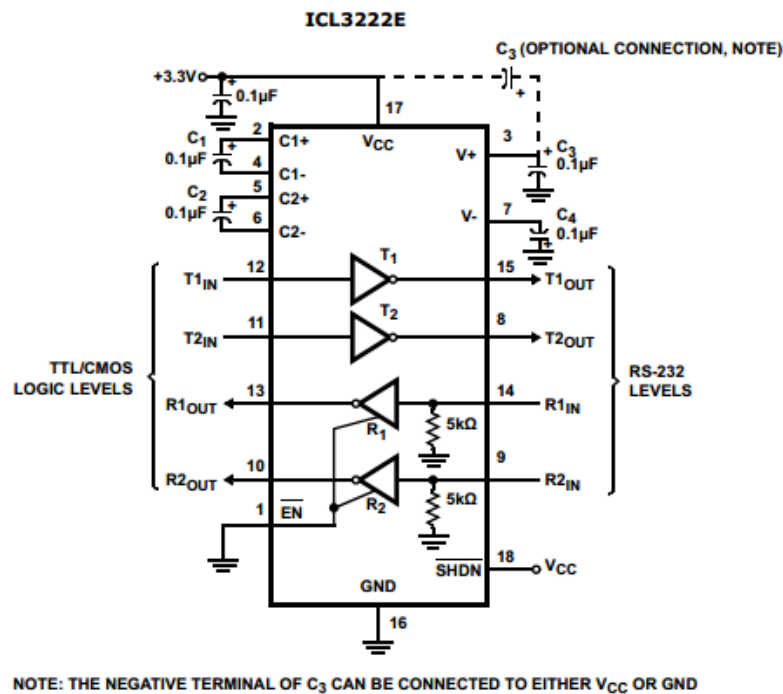 ICL3222E
C3 (OPTIONAL CONNECTION, NOTE)
+3.3V
+
0.1µF
+
17
2
C1
0.1µF
+
C1+
VCC
3
V+
+
C3
0.1µF
4
C1-
5
C2
0.1µF
+
C2+
6
C2-
7
V-
C4
0.1µF
+
T1
T1IN
12
15
T1OUT
T2
T2IN
11
8
T2OUT
TTL/CMOS
LOGIC LEVELS
RS-232
LEVELS
R1OUT
13
14
R1IN
R1
5kΩ
R2OUT
10
9
R2IN
R2
5kΩ
1
EN
18
SHDN
VCC
GND
16
NOTE: THE NEGATIVE TERMINAL OF C3 CAN BE CONNECTED TO EITHER VCC OR GND